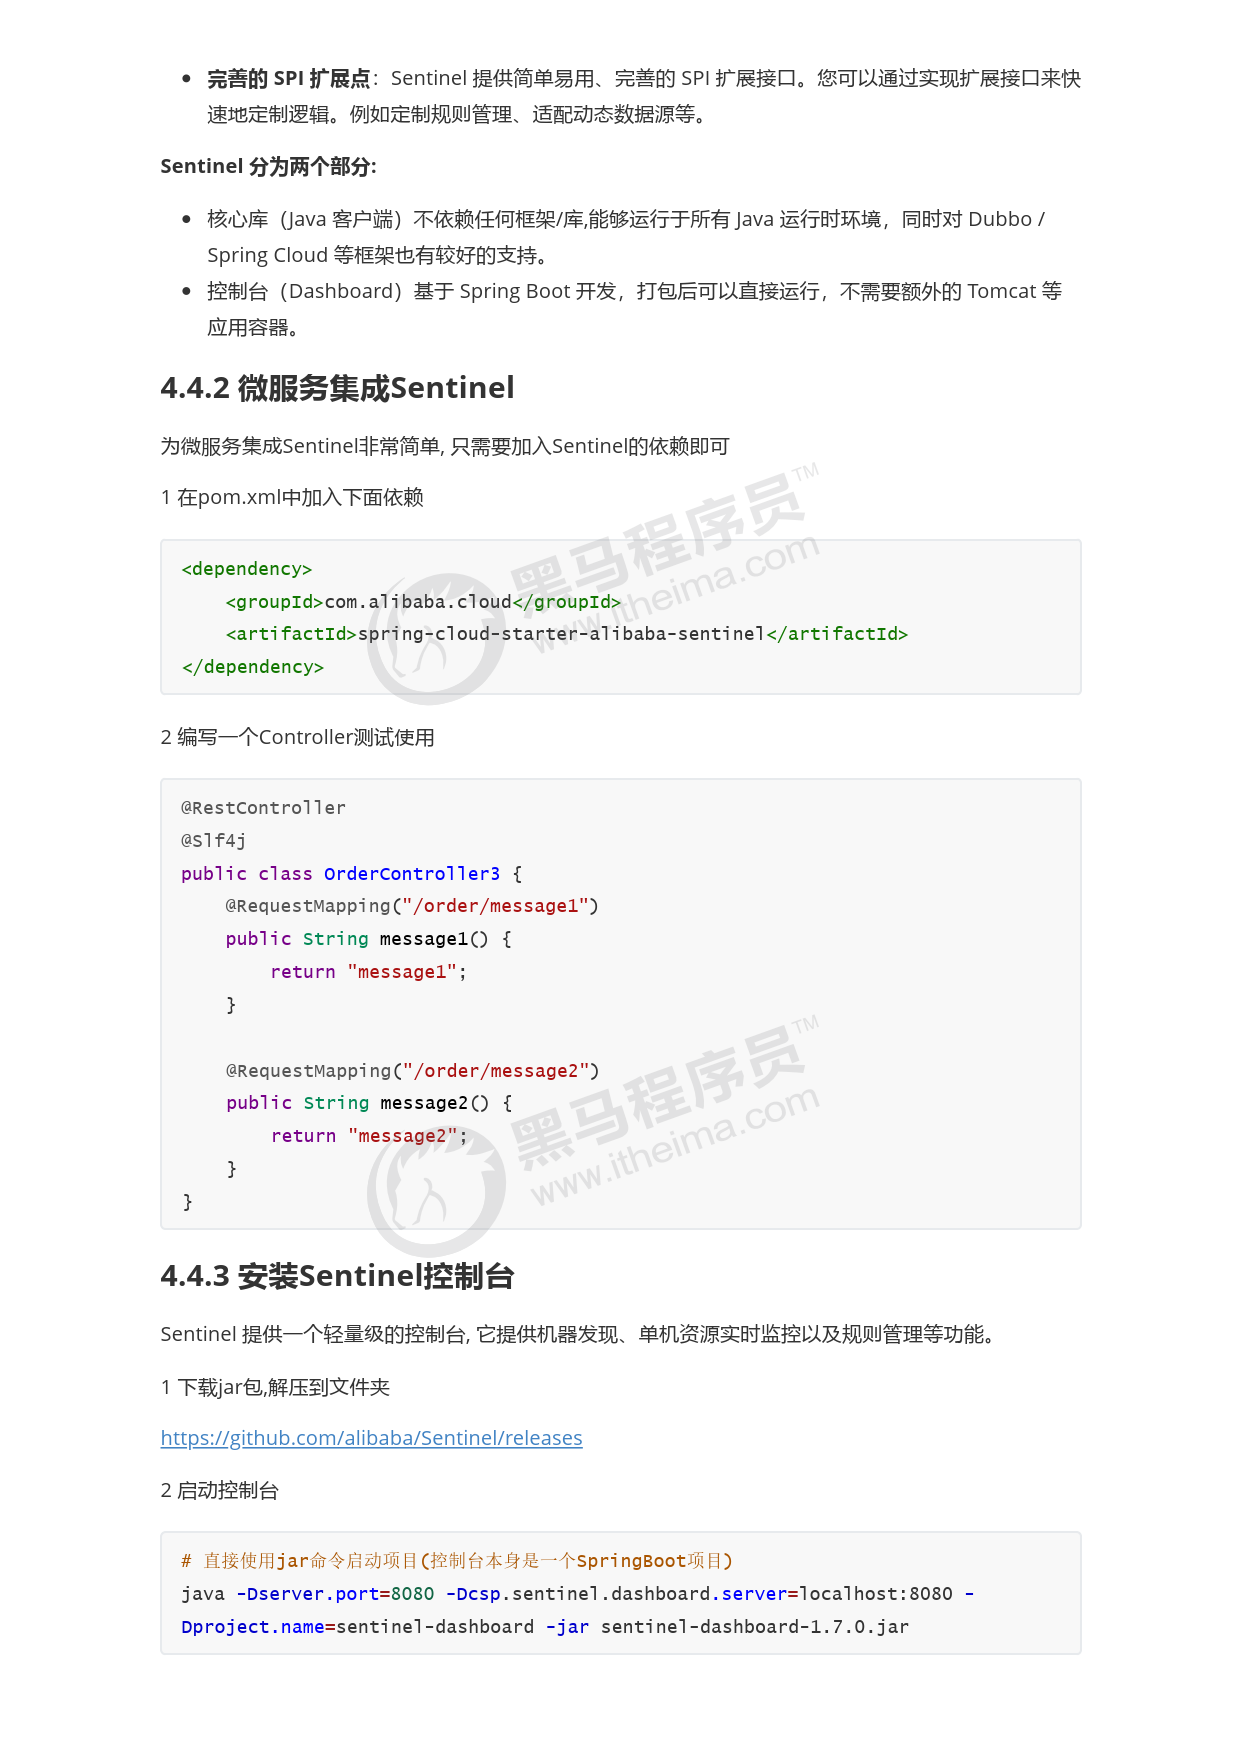 • 完善的 SPI 扩展点：Sentinel 提供简单易用、完善的 SPI 扩展接口。您可以通过实现扩展接口来快
速地定制逻辑。例如定制规则管理、适配动态数据源等。
Sentinel 分为两个部分:
• 核心库（Java 客户端）不依赖任何框架/库,能够运行于所有 Java 运行时环境，同时对 Dubbo /
Spring Cloud 等框架也有较好的支持。
• 控制台（Dashboard）基于 Spring Boot 开发，打包后可以直接运行，不需要额外的 Tomcat 等
应用容器。
4.4.2 微服务集成Sentinel
为微服务集成Sentinel非常简单, 只需要加入Sentinel的依赖即可
1 在pom.xml中加入下面依赖
<dependency>
    <groupId>com.alibaba.cloud</groupId>
    <artifactId>spring-cloud-starter-alibaba-sentinel</artifactId>
</dependency>
黑马程序员™
www.itheima.com
2 编写一个Controller测试使用
@RestController
@Slf4j
public class OrderController3 {
    @RequestMapping("/order/message1")
    public String message1() {
        return "message1";
    }
    @RequestMapping("/order/message2")
    public String message2() {
        return "message2";
    }
}
黑马程序员™
www.itheima.com
4.4.3 安装Sentinel控制台
Sentinel 提供一个轻量级的控制台, 它提供机器发现、单机资源实时监控以及规则管理等功能。
1 下载jar包,解压到文件夹
https://github.com/alibaba/Sentinel/releases
2 启动控制台
# 直接使用jar命令启动项目(控制台本身是一个SpringBoot项目)
java -Dserver.port=8080 -Dcsp.sentinel.dashboard.server=localhost:8080 -
Dproject.name=sentinel-dashboard -jar sentinel-dashboard-1.7.0.jar